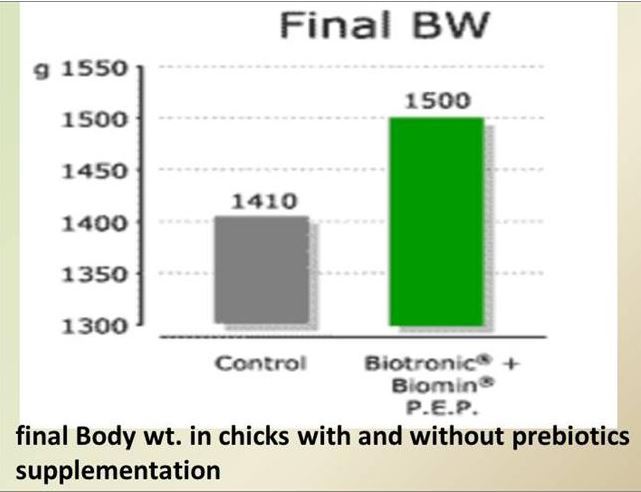 Final BW
g 1550
1500
1500
1450
1410
1400
1350
1300
Control
Biotronic® +
Biomin®
P.E.P.
final Body wt. in chicks with and without prebiotics
supplementation